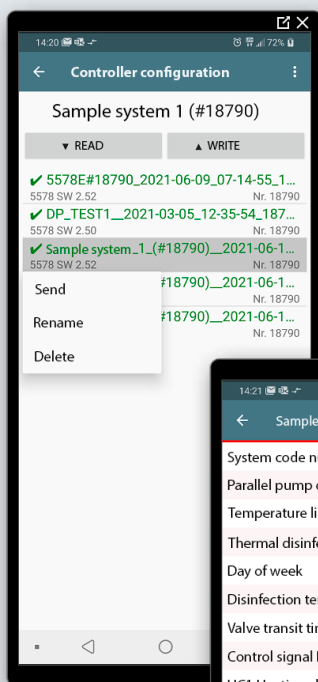 14:20 72%
Controller configuration
Sample system 1 (#18790)
▼ READ ▲ WRITE
✔ 5578E#18790_2021-06-09_07-14-55_1...
5578 SW 2.52 Nr. 18790
✔ DP_TEST1__2021-03-05_12-35-54_187...
5578 SW 2.50 Nr. 18790
✔ Sample system_1_(#18790)__2021-06-1...
5578 SW 2.52 Nr. 18790
Send
#18790)__2021-06-1...
Nr. 18790
Rename
#18790)__2021-06-1...
Nr. 18790
Delete
14:21
Sample
System code n
Parallel pump
Temperature li
Thermal disinf
Day of week
Disinfection te
Valve transit ti
Control signal